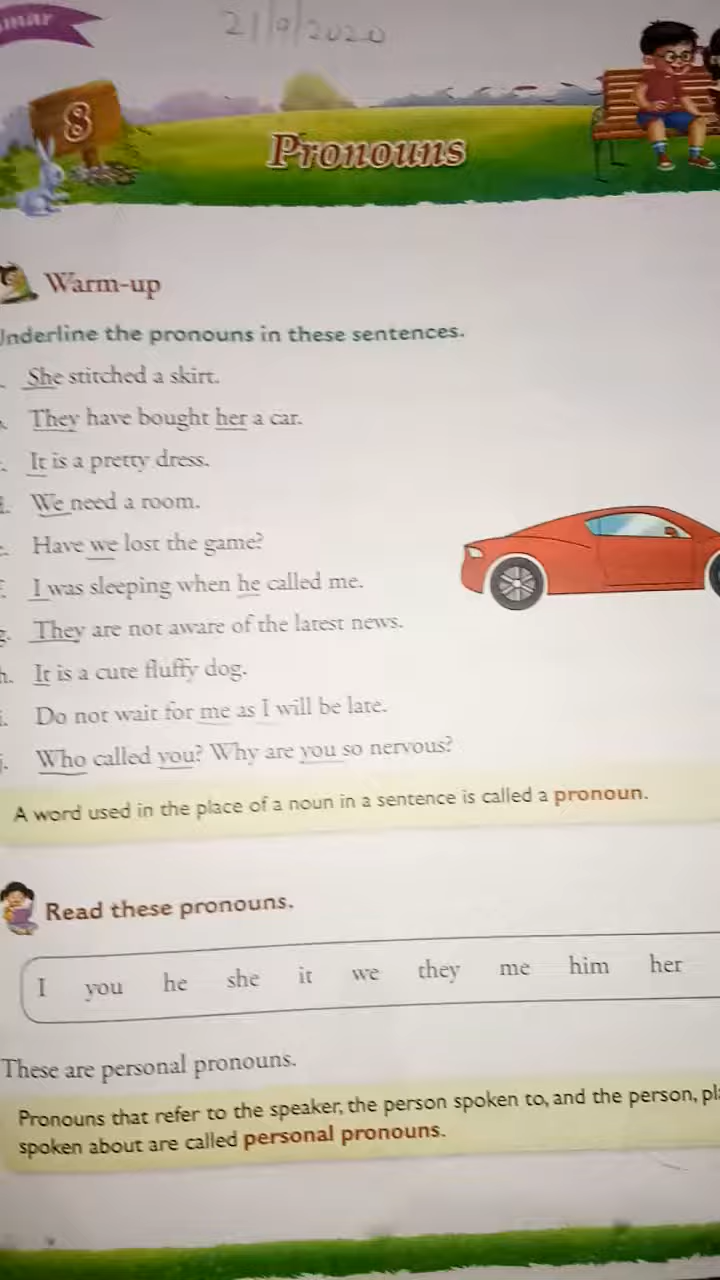 mar
21/9/2020
8
Pronouns
Warm-up
Underline the pronouns in these sentences.
. She stitched a skirt.
. They have bought her a car.
. It is a pretty dress.
. We need a room.
. Have we lost the game?
f. I was sleeping when he called me.
g. They are not aware of the latest news.
h. It is a cute fluffy dog.
i. Do not wait for me as I will be late.
j. Who called you? Why are you so nervous?
A word used in the place of a noun in a sentence is called a pronoun.
Read these pronouns.
I you he she it we they me him her
These are personal pronouns.
Pronouns that refer to the speaker, the person spoken to, and the person, pla
spoken about are called personal pronouns.